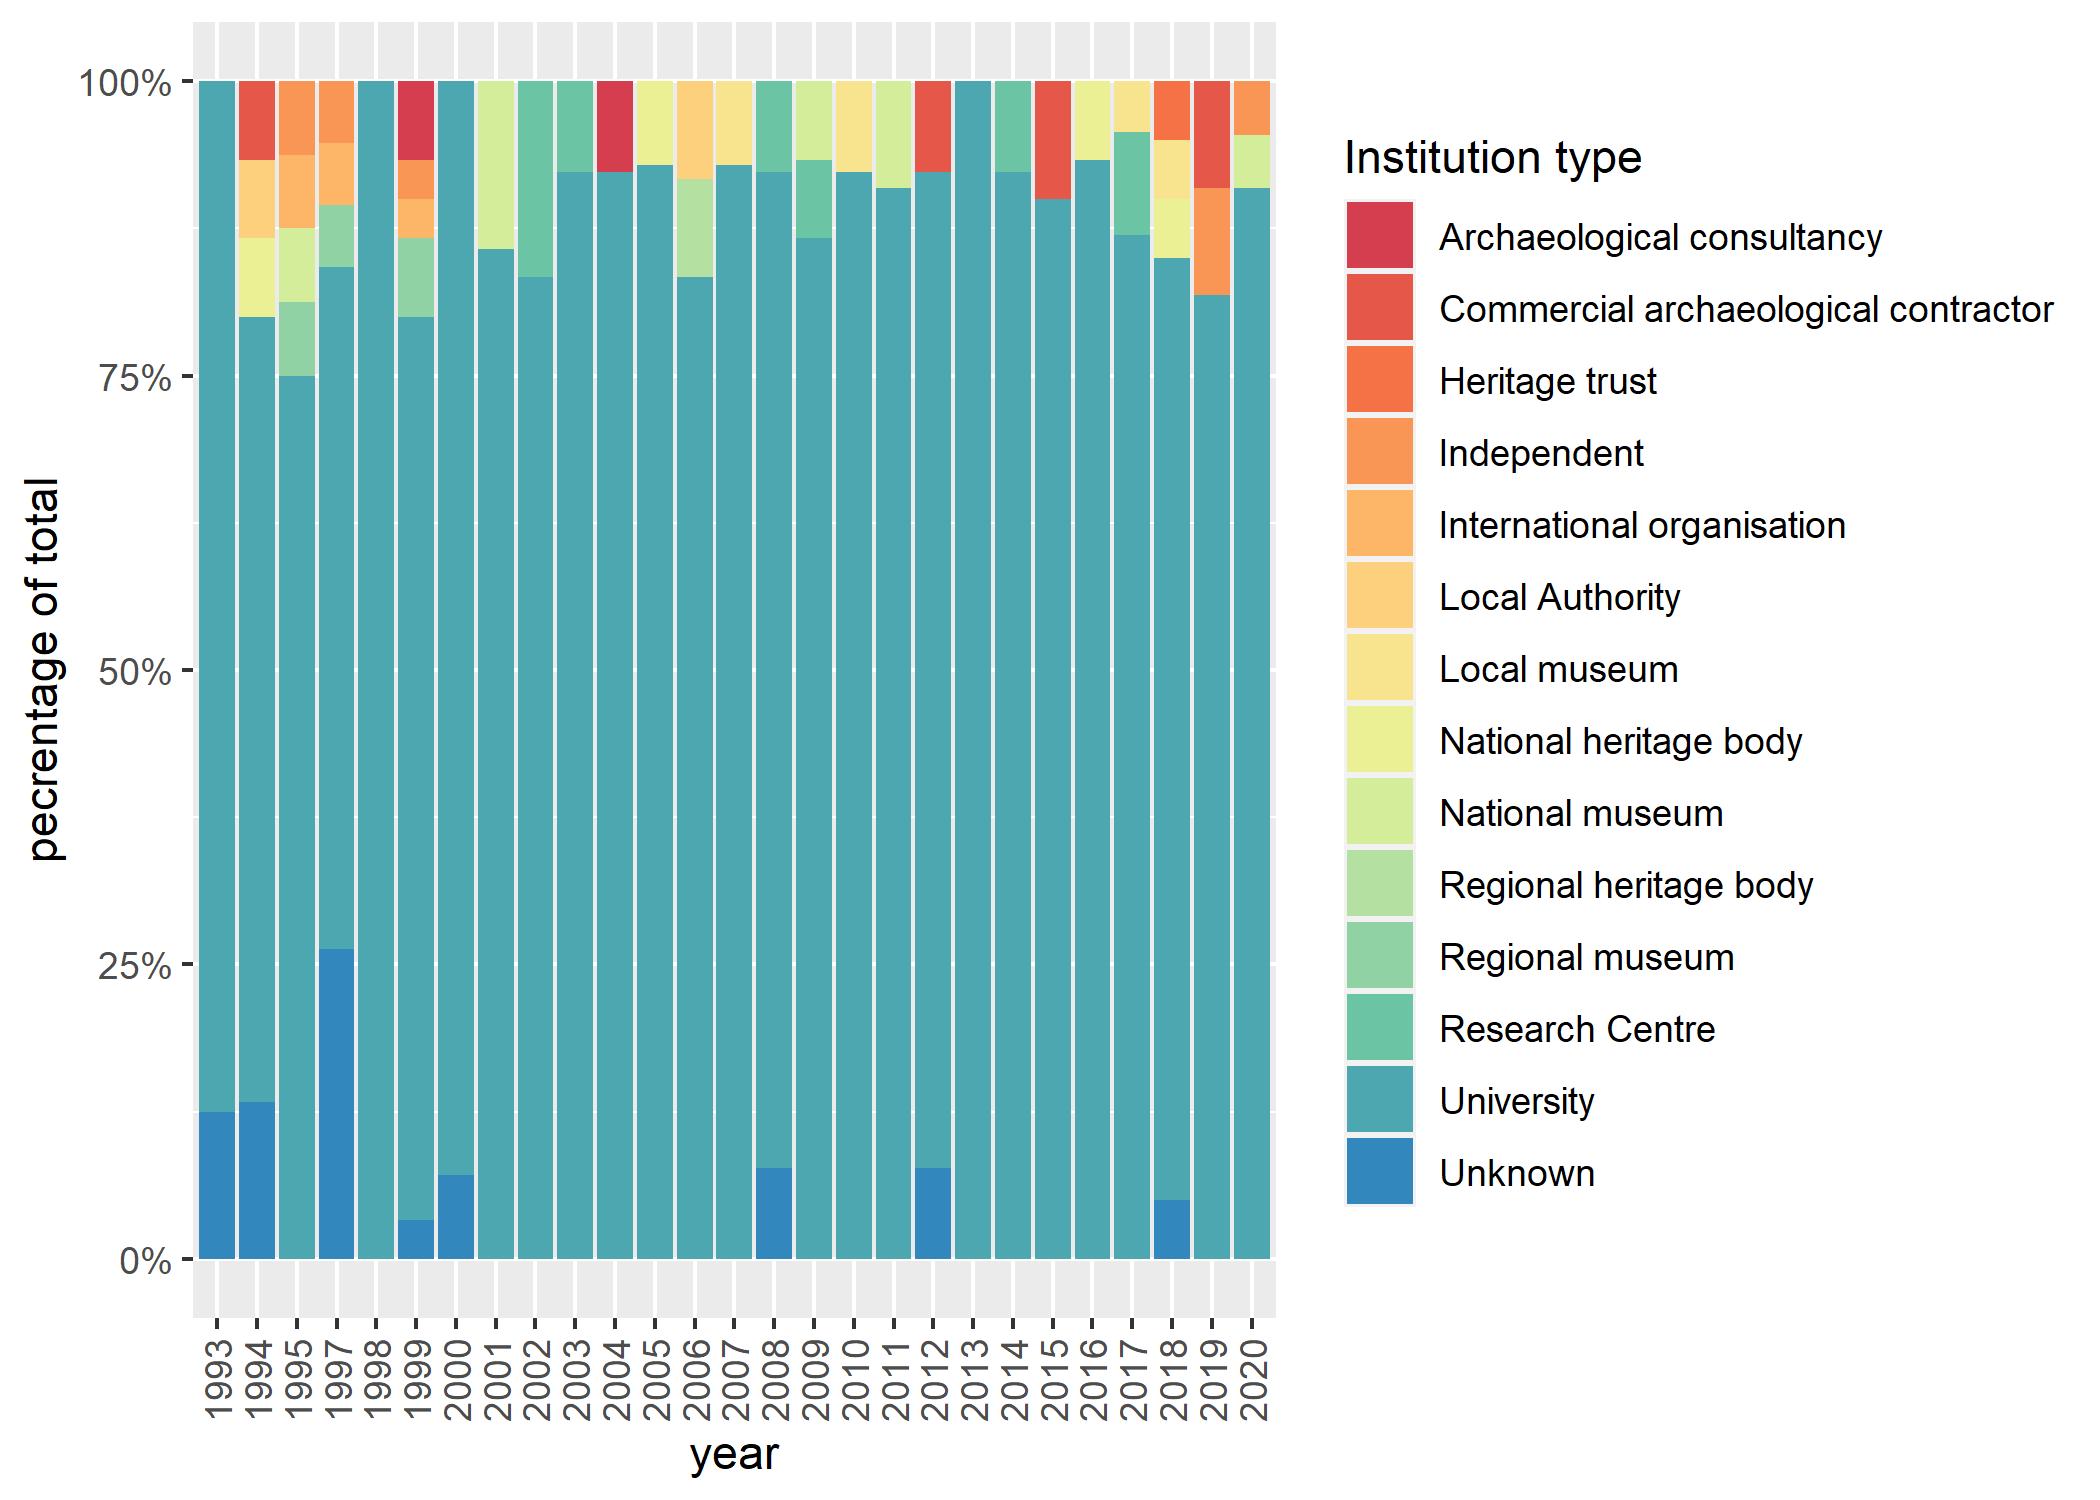 100%
75%
50%
25%
0%
pecrentage of total
1993 1994 1995 1997 1998 1999 2000 2001 2002 2003 2004 2005 2006 2007 2008 2009 2010 2011 2012 2013 2014 2015 2016 2017 2018 2019 2020
year
Institution type
Archaeological consultancy
Commercial archaeological contractor
Heritage trust
Independent
International organisation
Local Authority
Local museum
National heritage body
National museum
Regional heritage body
Regional museum
Research Centre
University
Unknown